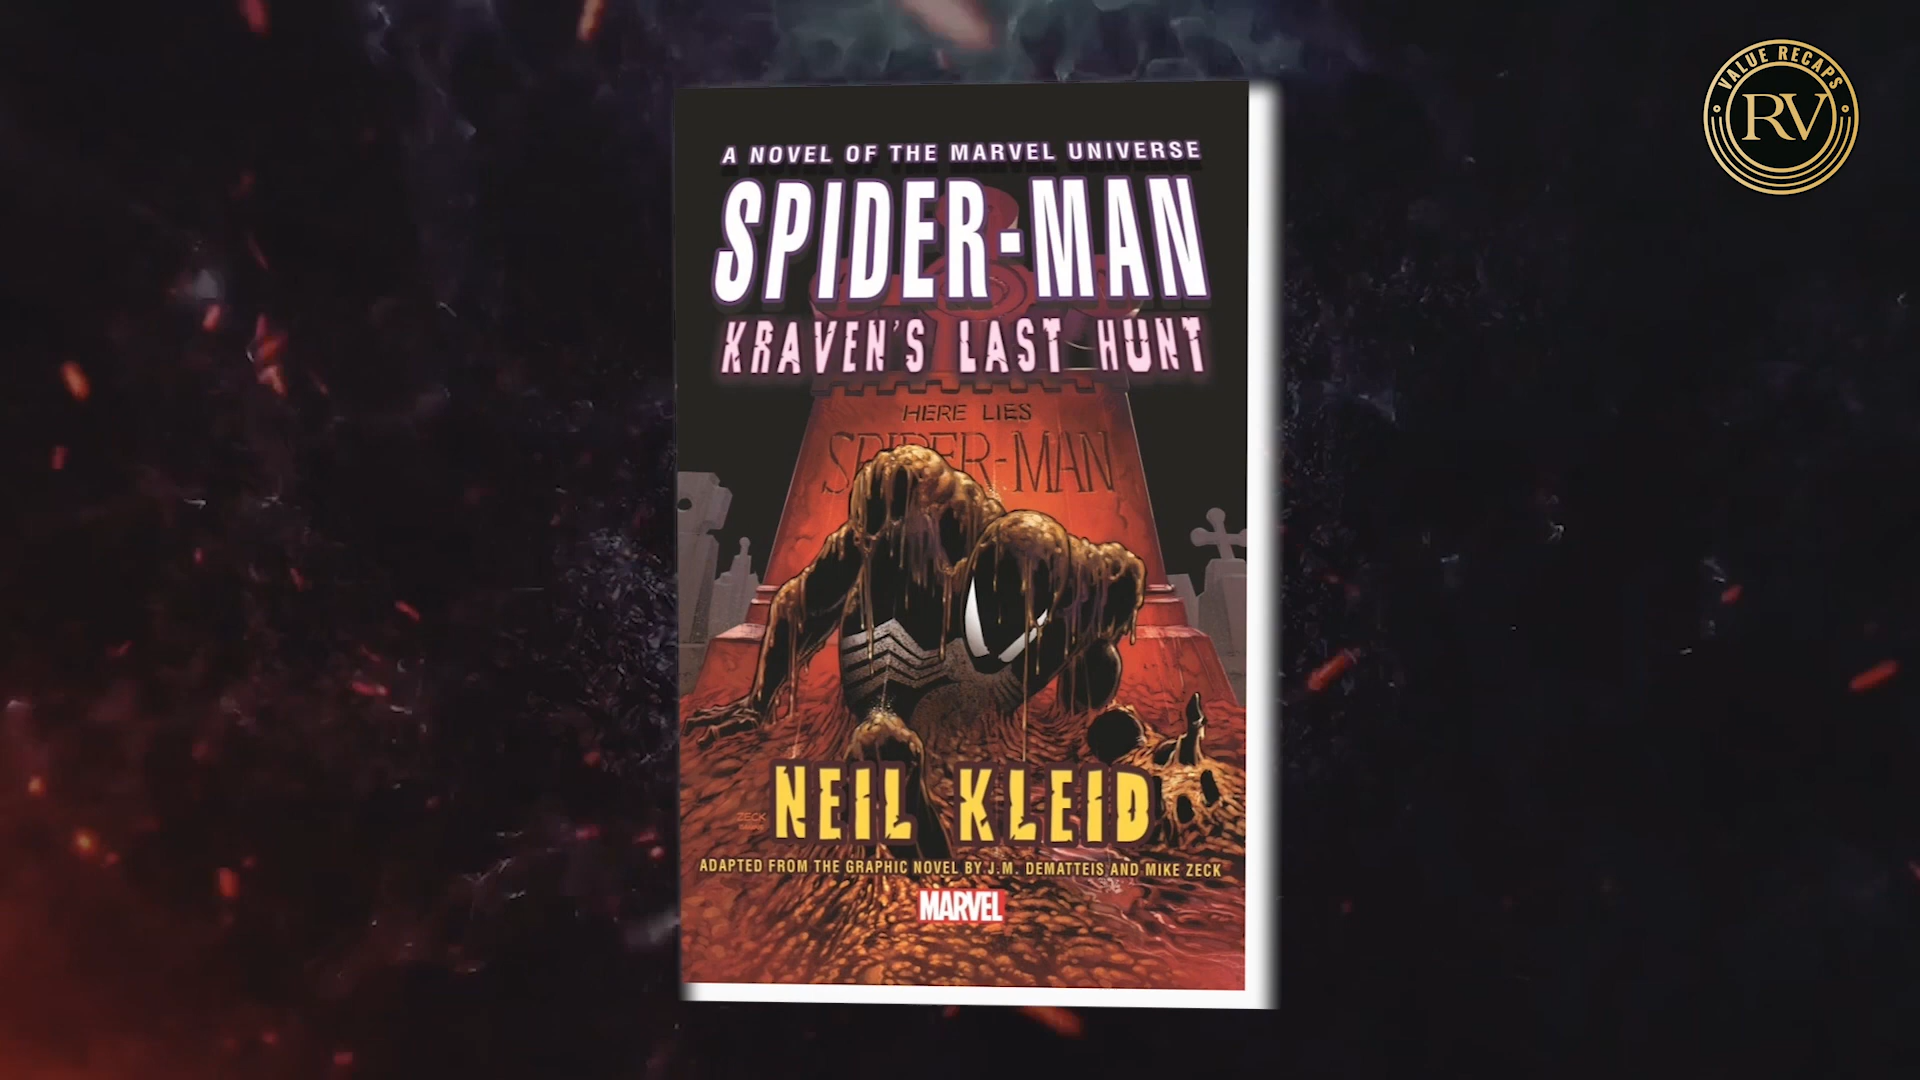 A NOVEL OF THE MARVEL UNIVERSE
SPIDER-MAN
KRAVEN'S LAST HUNT
HERE LIES
SPIDER-MAN
ZECK
NEIL KLEID
ADAPTED FROM THE GRAPHIC NOVEL BY J.M. DEMATTEIS AND MIKE ZECK
MARVEL
VALUE RECAPS
RV